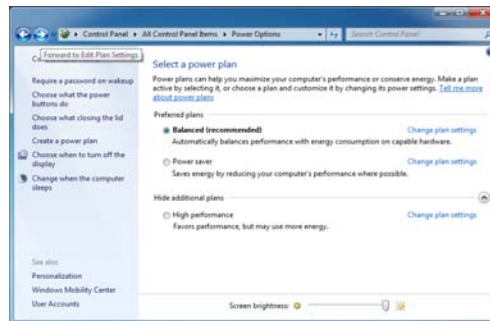 Control Panel ▸ All Control Panel Items ▸ Power Options
Search Control Panel
Forward to Edit Plan Settings
Require a password on wakeup
Choose what the power
buttons do
Choose what closing the lid
does
Create a power plan
Choose when to turn off the
display
Change when the computer
sleeps
See also
Personalization
Windows Mobility Center
User Accounts
Select a power plan
Power plans can help you maximize your computer's performance or conserve energy. Make a plan
active by selecting it, or choose a plan and customize it by changing its power settings. Tell me more
about power plans
Preferred plans
Balanced (recommended) Change plan settings
Automatically balances performance with energy consumption on capable hardware.
Power saver Change plan settings
Saves energy by reducing your computer's performance where possible.
Hide additional plans
High performance Change plan settings
Favors performance, but may use more energy.
Screen brightness: